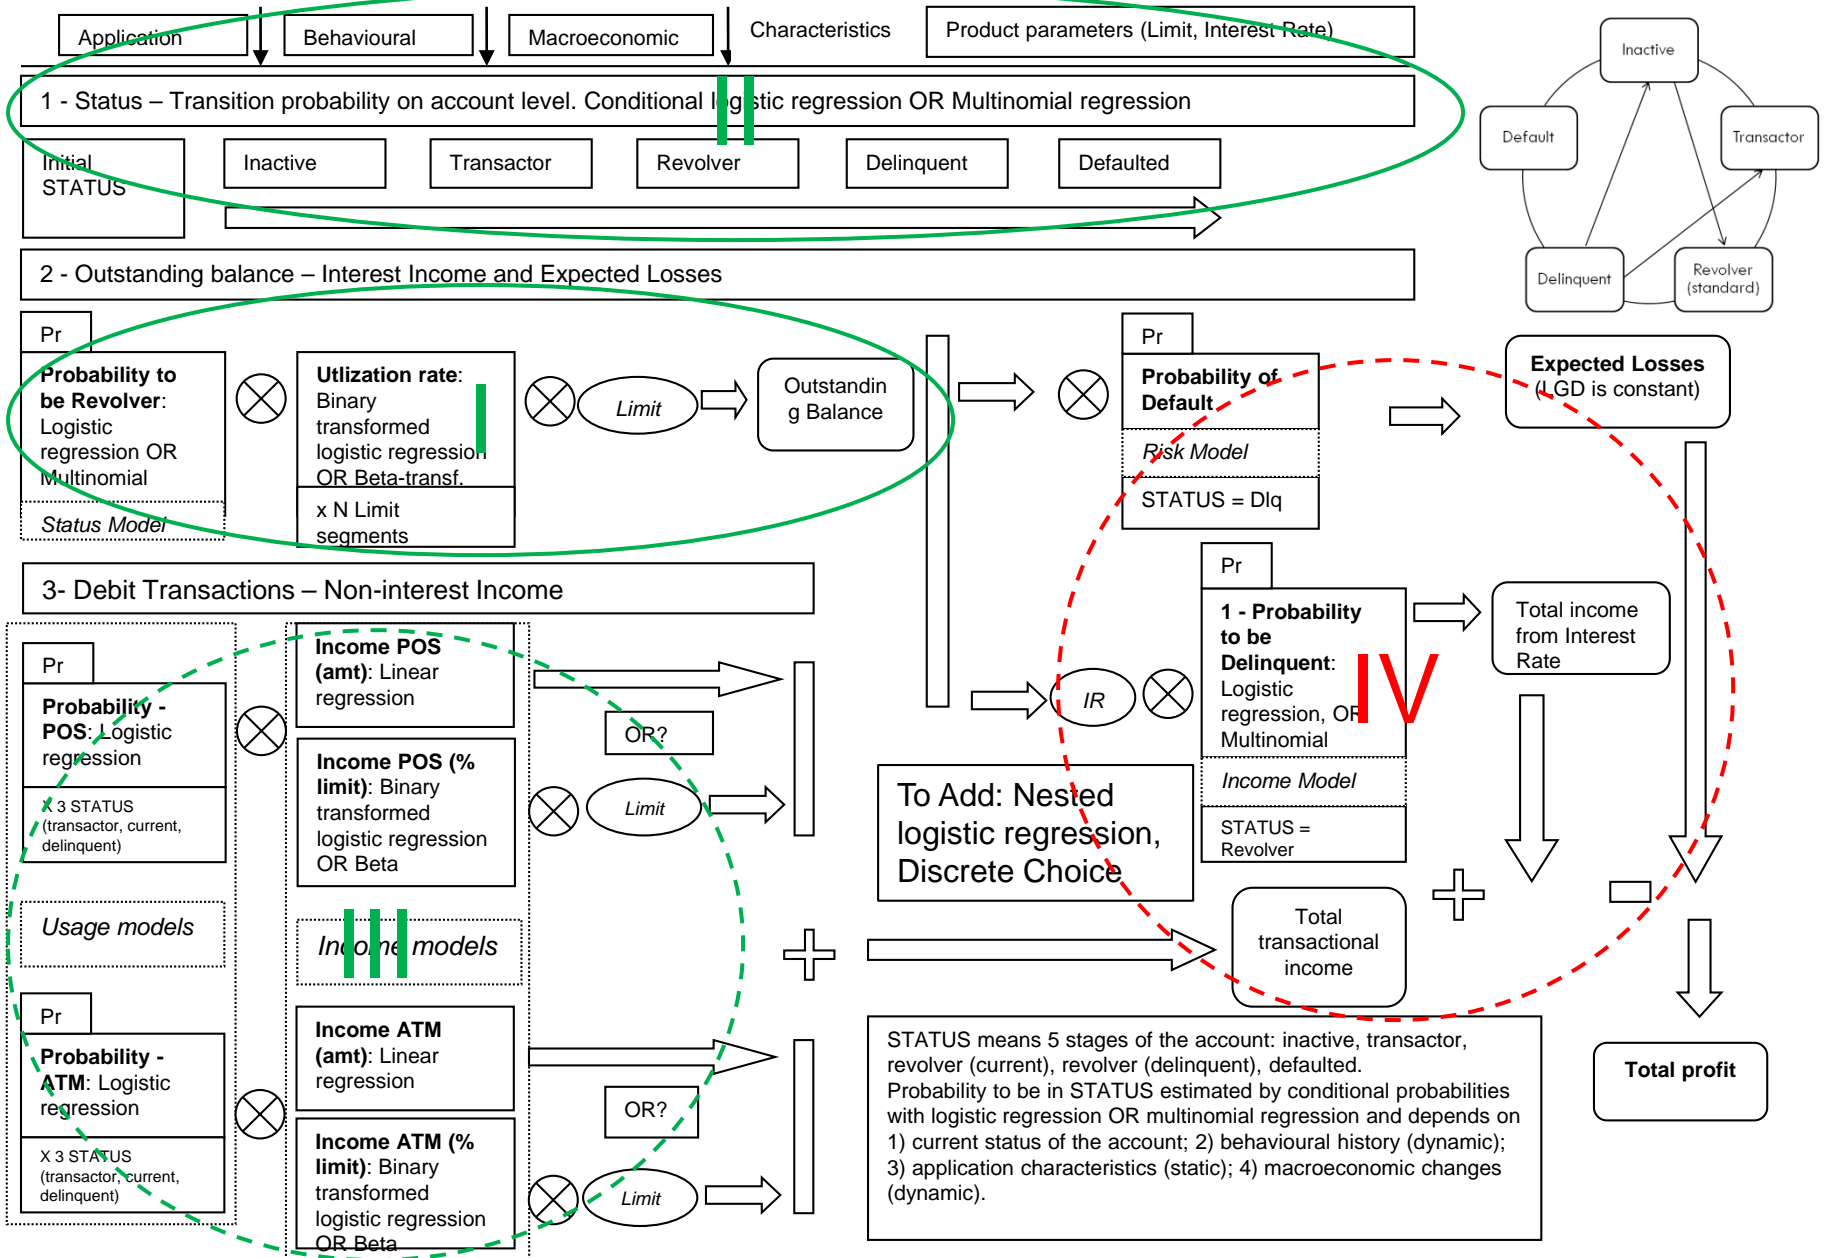 Application
Behavioural
Macroeconomic
Characteristics
Product parameters (Limit, Interest Rate)
1 - Status – Transition probability on account level. Conditional logistic regression OR Multinomial regression
II
Initial
STATUS
Inactive
Transactor
Revolver
Delinquent
Defaulted
Inactive
Default
Transactor
Delinquent
Revolver
(standard)
2 - Outstanding balance – Interest Income and Expected Losses
Pr
Probability to
be Revolver:
Logistic
regression OR
Multinomial
Status Model
Utlization rate:
Binary
transformed
logistic regression
OR Beta-transf.
x N Limit
segments
I
Limit
Outstandin
g Balance
Pr
Probability of
Default
Risk Model
STATUS = Dlq
Expected Losses
(LGD is constant)
Pr
1 - Probability
to be
Delinquent:
Logistic
regression, OR
Multinomial
Income Model
STATUS =
Revolver
IV
IR
Total income
from Interest
Rate
3- Debit Transactions – Non-interest Income
Pr
Probability -
POS: Logistic
regression
X 3 STATUS
(transactor, current,
delinquent)
Income POS
(amt): Linear
regression
OR?
Income POS (%
limit): Binary
transformed
logistic regression
OR Beta
Limit
Usage models
Income models
III
Pr
Probability -
ATM: Logistic
regression
X 3 STATUS
(transactor, current,
delinquent)
Income ATM
(amt): Linear
regression
OR?
Income ATM (%
limit): Binary
transformed
logistic regression
OR Beta
Limit
To Add: Nested
logistic regression,
Discrete Choice
Total
transactional
income
STATUS means 5 stages of the account: inactive, transactor,
revolver (current), revolver (delinquent), defaulted.
Probability to be in STATUS estimated by conditional probabilities
with logistic regression OR multinomial regression and depends on
1) current status of the account; 2) behavioural history (dynamic);
3) application characteristics (static); 4) macroeconomic changes
(dynamic).
Total profit